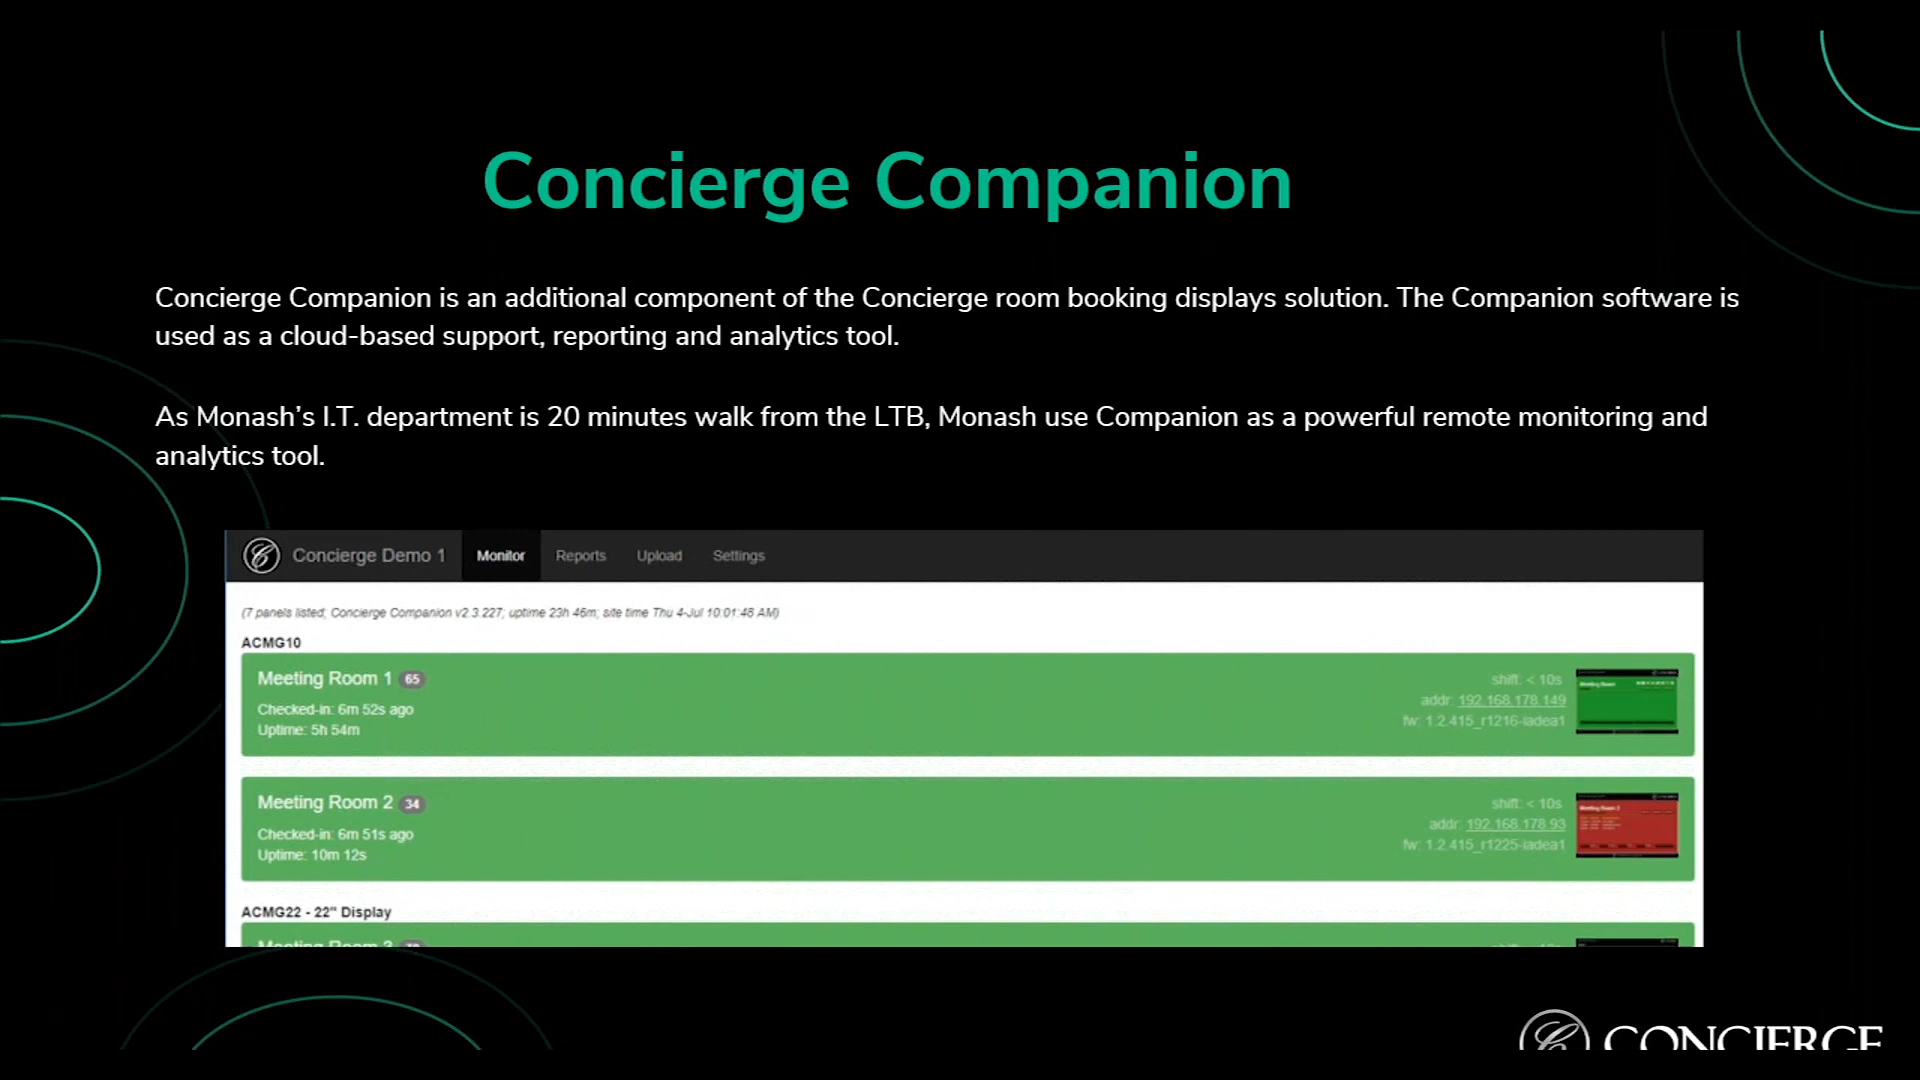 Concierge Companion
Concierge Companion is an additional component of the Concierge room booking displays solution. The Companion software is
used as a cloud-based support, reporting and analytics tool.
As Monash’s I.T. department is 20 minutes walk from the LTB, Monash use Companion as a powerful remote monitoring and
analytics tool.
Concierge Demo 1 Monitor Reports Upload Settings
(7 panels listed; Concierge Companion v2.3.227; uptime 23h 46m; site time Thu 4-Jul 10:01:48 AM)
ACMG10
Meeting Room 1 65
shift: < 10s
Checked-in: 6m 52s ago
addr: 192.168.178.149
Uptime: 5h 54m
fw: 1.2.415_r1216-iadea1
Meeting Room 2 34
shift: < 10s
Checked-in: 6m 51s ago
addr: 192.168.178.93
Uptime: 10m 12s
fw: 1.2.415_r1225-iadea1
ACMG22 - 22" Display
Meeting Room 3
CONCIERGE